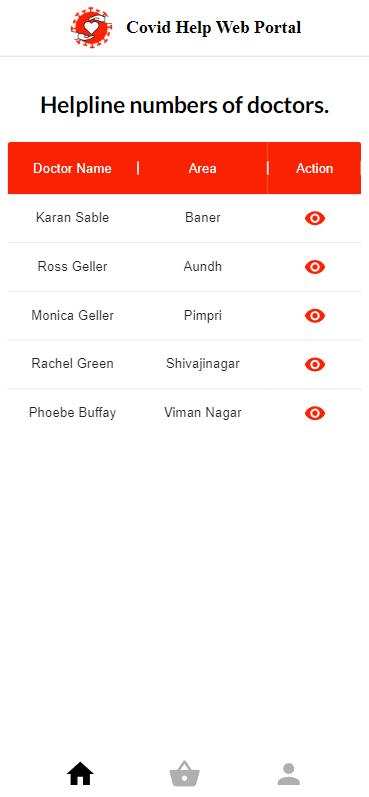 Covid Help Web Portal
Helpline numbers of doctors.
Doctor Name Area Action
Karan Sable Baner
Ross Geller Aundh
Monica Geller Pimpri
Rachel Green Shivajinagar
Phoebe Buffay Viman Nagar